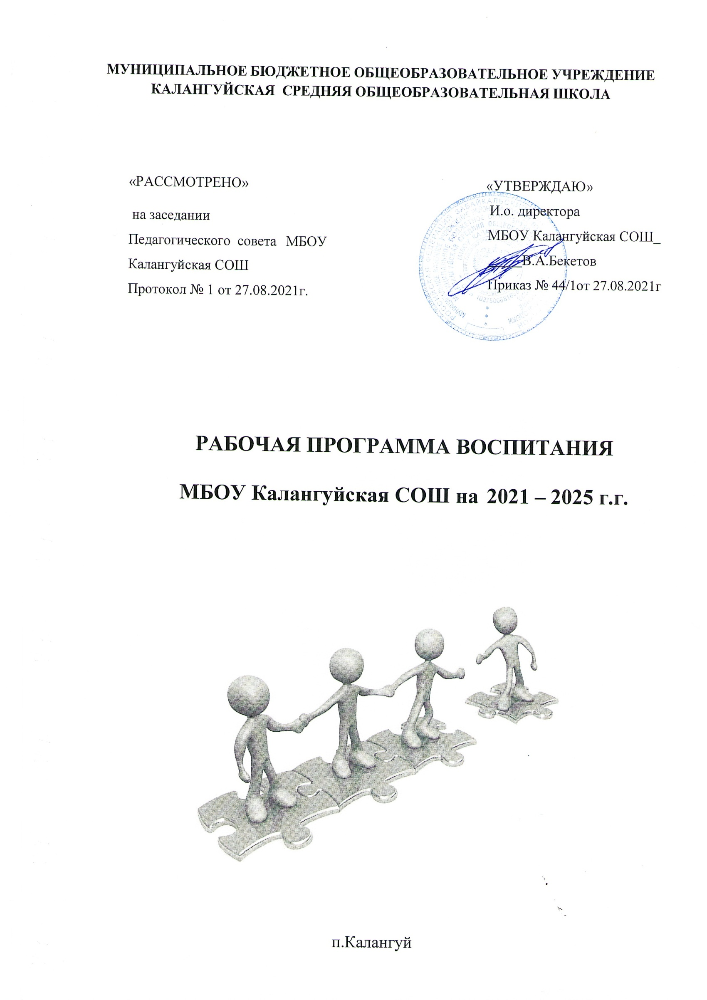 МУНИЦИПАЛЬНОЕ БЮДЖЕТНОЕ ОБЩЕОБРАЗОВАТЕЛЬНОЕ УЧРЕЖДЕНИЕ
КАЛАНГУЙСКАЯ СРЕДНЯЯ ОБЩЕОБРАЗОВАТЕЛЬНАЯ ШКОЛА
«РАССМОТРЕНО»
на заседании
Педагогического совета МБОУ
Калангуйская СОШ
Протокол № 1 от 27.08.2021г.
«УТВЕРЖДАЮ»
И.о. директора
МБОУ Калангуйская СОШ_
_____В.А.Бекетов
Приказ № 44/1от 27.08.2021г
РАБОЧАЯ ПРОГРАММА ВОСПИТАНИЯ
МБОУ Калангуйская СОШ на 2021 – 2025 г.г.
п.Калангуй